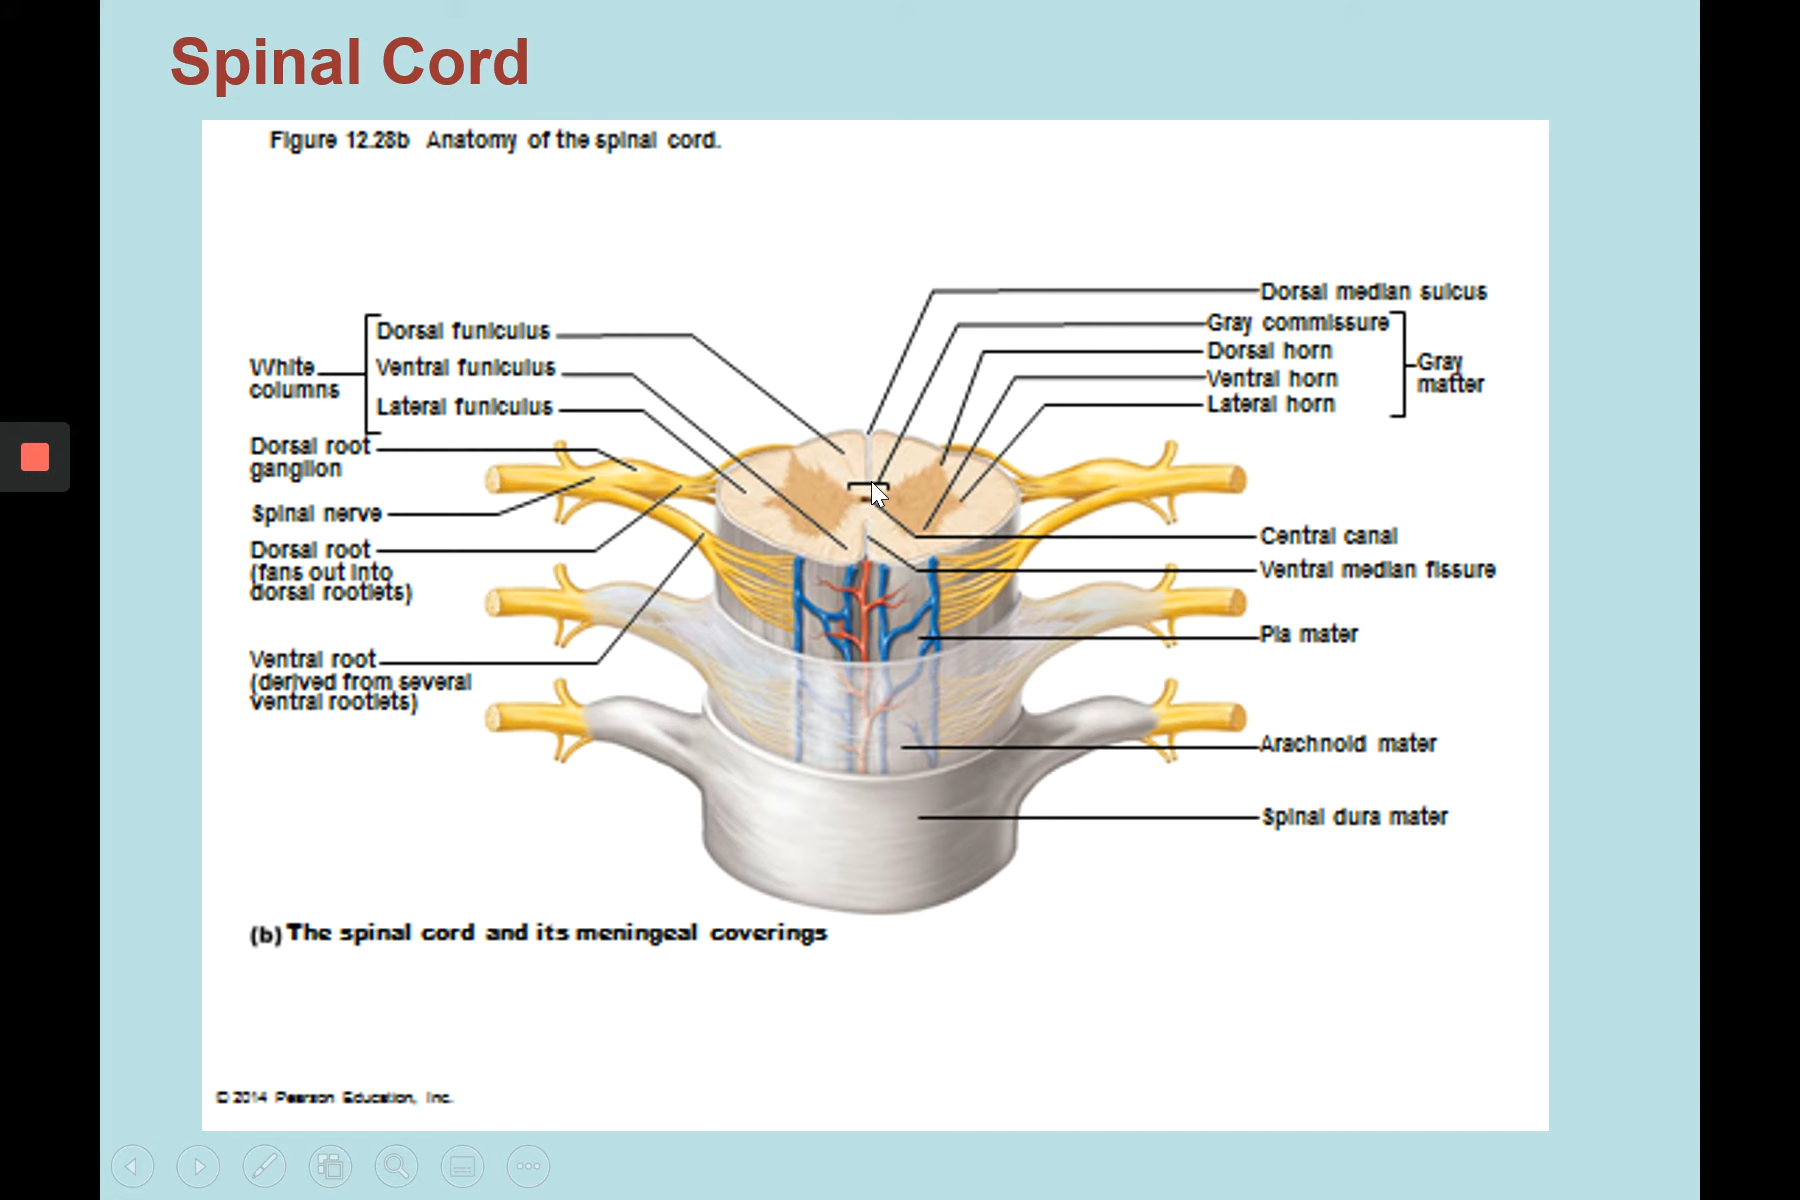 Spinal Cord
Figure 12.28b Anatomy of the spinal cord.
Dorsal funiculus
Ventral funiculus
Lateral funiculus
White
columns
Dorsal root
ganglion
Spinal nerve
Dorsal root
(fans out into
dorsal rootlets)
Ventral root
(derived from several
ventral rootlets)
Dorsal median sulcus
Gray commissure
Dorsal horn
Ventral horn
Lateral horn
Gray
matter
Central canal
Ventral median fissure
Pia mater
Arachnoid mater
Spinal dura mater
(b) The spinal cord and its meningeal coverings
© 2014 Pearson Education, Inc.